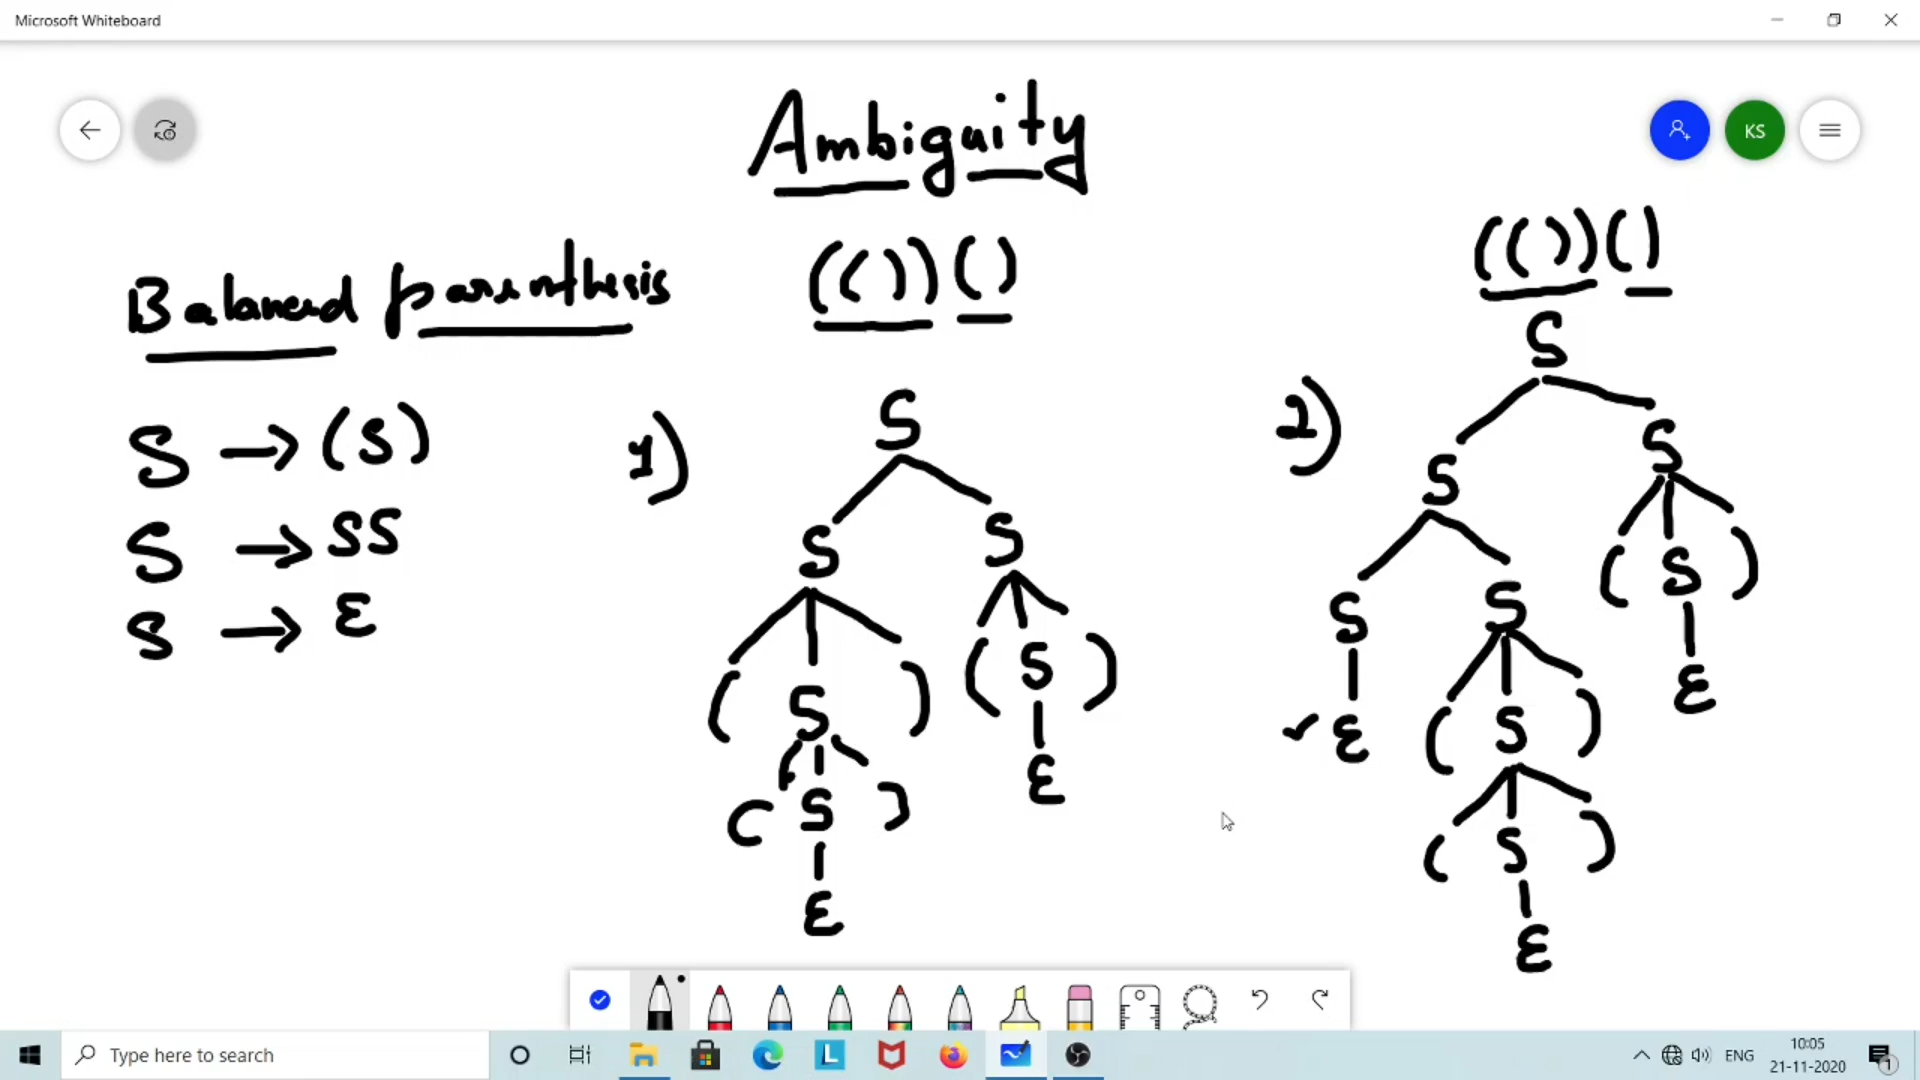 Microsoft Whiteboard
Ambiguity
KS
Balanced parenthesis
(())()
(())()
S → (S)
S → SS
S → ε
1)
S
S S
( S ) ( S )
( S ) ε
ε
2)
S
S S
S S ( S )
ε ( S ) ε
( S )
ε
Type here to search
ENG
10:05
21-11-2020
1